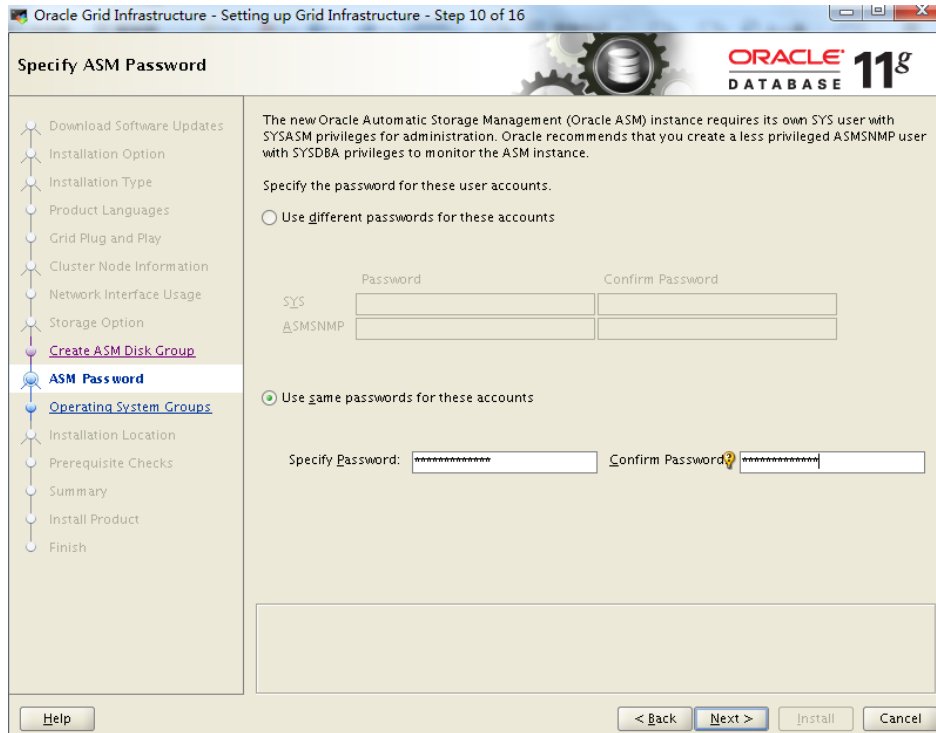 Oracle Grid Infrastructure - Setting up Grid Infrastructure - Step 10 of 16
Specify ASM Password
ORACLE 11g
DATABASE
Download Software Updates
Installation Option
Installation Type
Product Languages
Grid Plug and Play
Cluster Node Information
Network Interface Usage
Storage Option
Create ASM Disk Group
ASM Password
Operating System Groups
Installation Location
Prerequisite Checks
Summary
Install Product
Finish
The new Oracle Automatic Storage Management (Oracle ASM) instance requires its own SYS user with
SYSASM privileges for administration. Oracle recommends that you create a less privileged ASMSNMP user
with SYSDBA privileges to monitor the ASM instance.
Specify the password for these user accounts.
Use different passwords for these accounts
Password Confirm Password
SYS
ASMSNMP
Use same passwords for these accounts
Specify Password: ************* Confirm Password: *************
Help < Back Next > Install Cancel